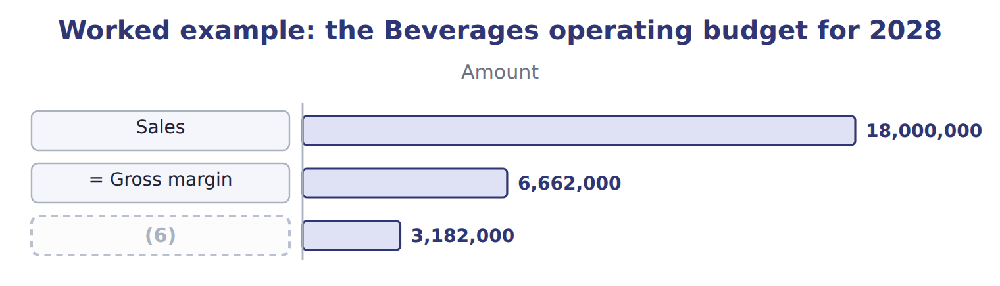 Worked example: the Beverages operating budget for 2028
Amount
Sales
18,000,000
= Gross margin
6,662,000
(6)
3,182,000